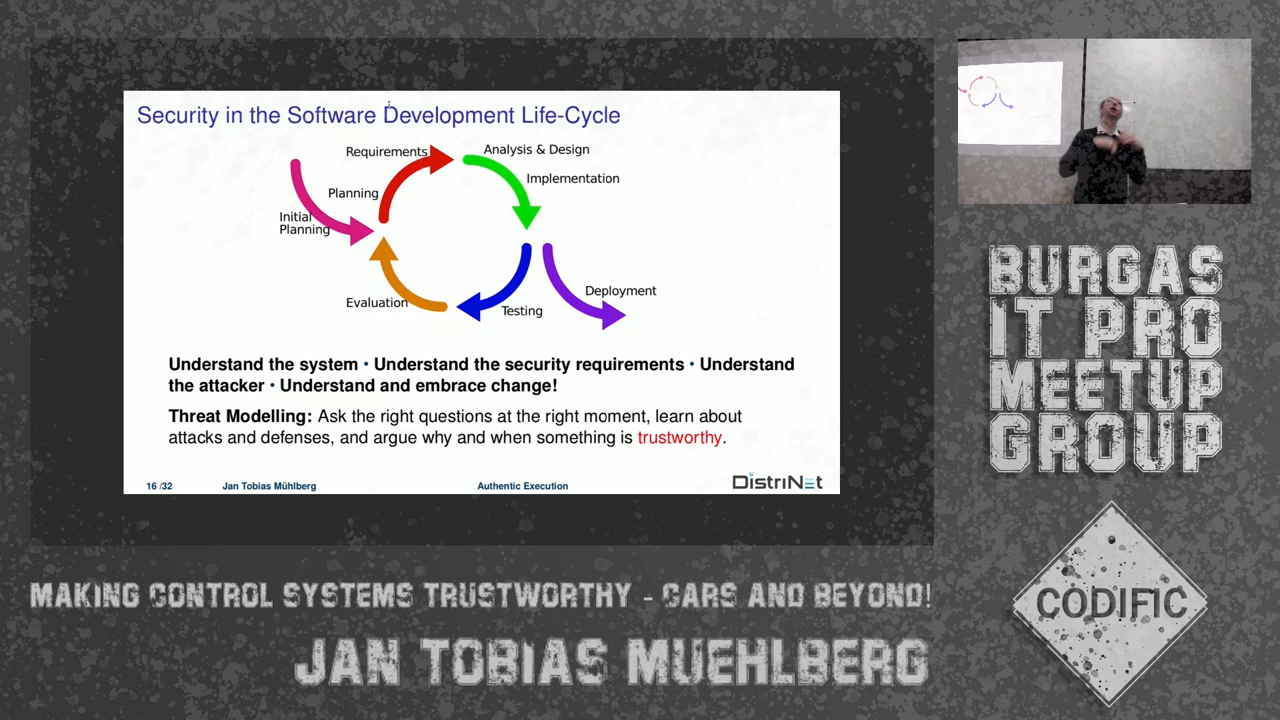 Security in the Software Development Life-Cycle
Requirements
Analysis & Design
Implementation
Planning
Initial
Planning
Deployment
Evaluation
Testing
Understand the system • Understand the security requirements • Understand
the attacker • Understand and embrace change!
Threat Modelling: Ask the right questions at the right moment, learn about
attacks and defenses, and argue why and when something is trustworthy.
16 /32
Jan Tobias Mühlberg
Authentic Execution
DistriNet
BURGAS
IT PRO
MEETUP
GROUP
CODIFIC
MAKING CONTROL SYSTEMS TRUSTWORTHY - CARS AND BEYOND!
JAN TOBIAS MUEHLBERG